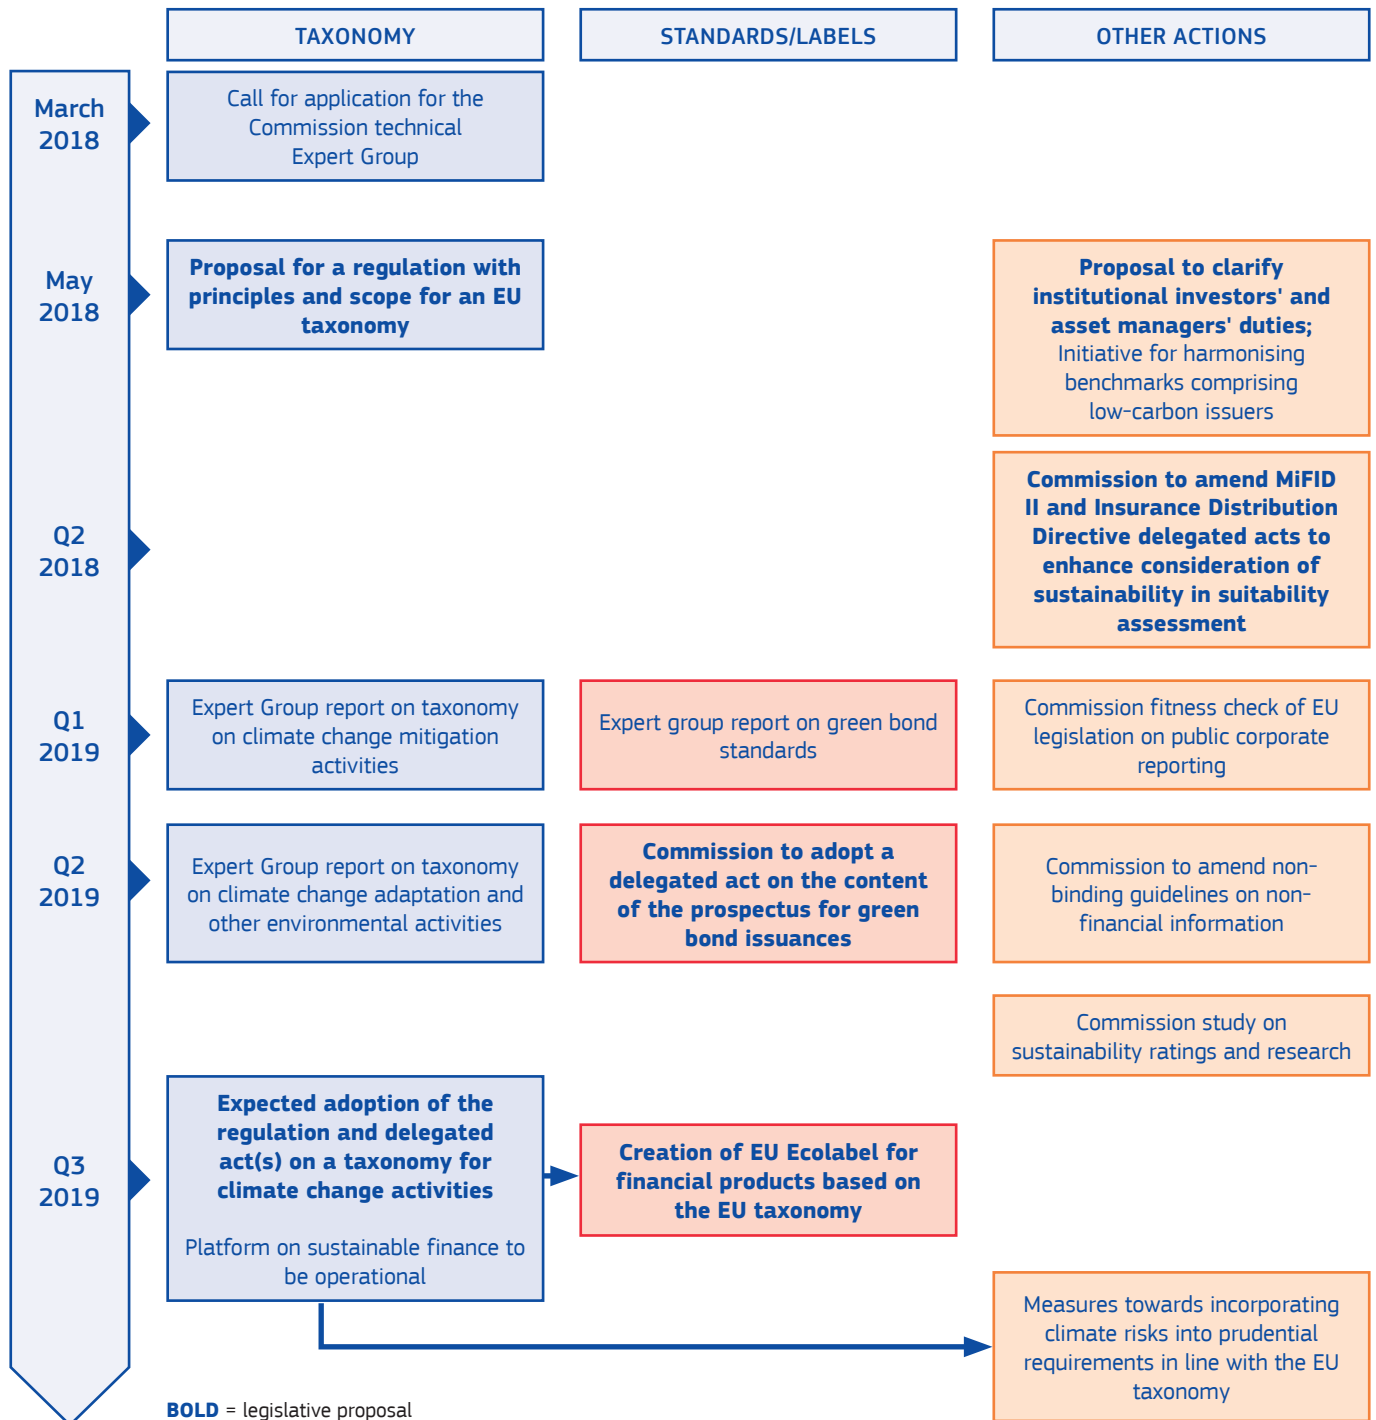 TAXONOMY
STANDARDS/LABELS
OTHER ACTIONS
March
2018
Call for application for the
Commission technical
Expert Group
May
2018
Proposal for a regulation with
principles and scope for an EU
taxonomy
Proposal to clarify
institutional investors' and
asset managers' duties;
Initiative for harmonising
benchmarks comprising
low-carbon issuers
Q2
2018
Commission to amend MiFID
II and Insurance Distribution
Directive delegated acts to
enhance consideration of
sustainability in suitability
assessment
Q1
2019
Expert Group report on taxonomy
on climate change mitigation
activities
Expert group report on green bond
standards
Commission fitness check of EU
legislation on public corporate
reporting
Q2
2019
Expert Group report on taxonomy
on climate change adaptation and
other environmental activities
Commission to adopt a
delegated act on the content
of the prospectus for green
bond issuances
Commission to amend non-
binding guidelines on non-
financial information
Commission study on
sustainability ratings and research
Q3
2019
Expected adoption of the
regulation and delegated
act(s) on a taxonomy for
climate change activities
Platform on sustainable finance to
be operational
Creation of EU Ecolabel for
financial products based on
the EU taxonomy
Measures towards incorporating
climate risks into prudential
requirements in line with the EU
taxonomy
BOLD = legislative proposal